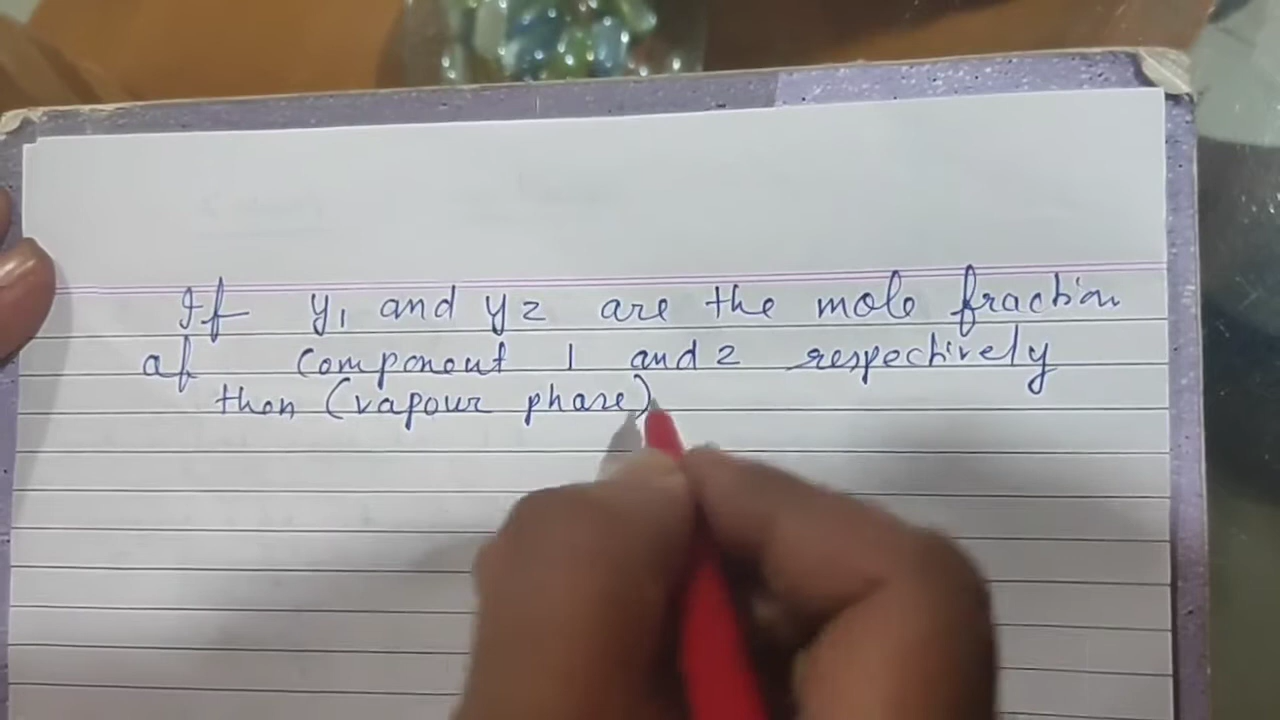 If y1 and y2 are the mole fraction
of component 1 and 2 respectively
then (vapour phase)